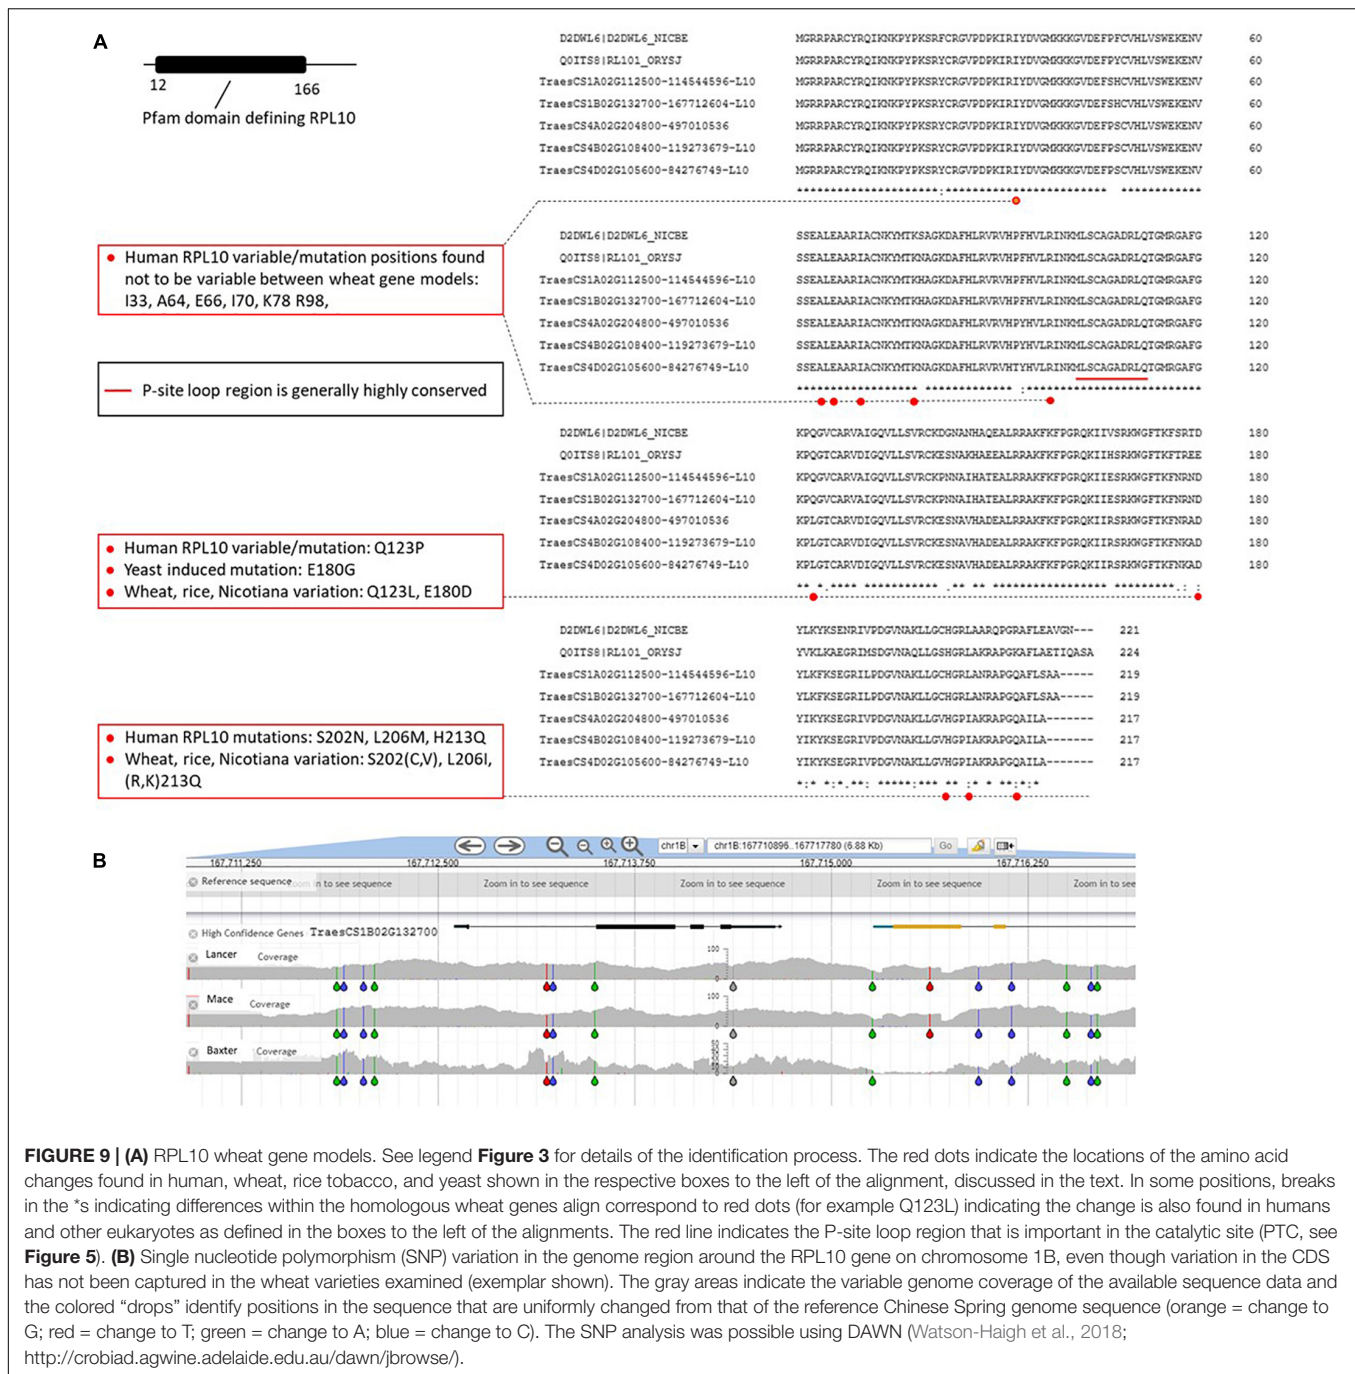 A
12
166
Pfam domain defining RPL10
D2DWL6|D2DWL6_NICBE MGRRPARCYRQIKNKPYPKSRFCRGVPDPKIRIYDVGMKKKGVDEFPFCVHLVSWEKENV 60
Q0ITS8|RL101_ORYSJ MGRRPARCYRQIKNKPYPKSRYCRGVPDPKIRIYDVGMKKKGVDEFPYCVHLVSWEKENV 60
TraesCS1A02G112500-114544596-L10 MGRRPARCYRQIKNKPYPKSRYCRGVPDPKIRIYDVGMKKKGVDEFSHCVHLVSWEKENV 60
TraesCS1B02G132700-167712604-L10 MGRRPARCYRQIKNKPYPKSRYCRGVPDPKIRIYDVGMKKKGVDEFSHCVHLVSWEKENV 60
TraesCS4A02G204800-497010536 MGRRPARCYRQIKNKPYPKSRYCRGVPDPKIRIYDVGMKKKGVDEFPSCVHLVSWEKENV 60
TraesCS4B02G108400-119273679-L10 MGRRPARCYRQIKNKPYPKSRYCRGVPDPKIRIYDVGMKKKGVDEFPSCVHLVSWEKENV 60
TraesCS4D02G105600-84276749-L10 MGRRPARCYRQIKNKPYPKSRYCRGVPDPKIRIYDVGMKKKGVDEFPSCVHLVSWEKENV 60
*********************:************************ ************
Human RPL10 variable/mutation positions found
not to be variable between wheat gene models:
I33, A64, E66, I70, K78 R98,
P-site loop region is generally highly conserved
D2DWL6|D2DWL6_NICBE SSEALEAARIACNKYMTKSAGKDAFHLRVRVHPFHVLRINKMLSCAGADRLQTGMRGAFG 120
Q0ITS8|RL101_ORYSJ SSEALEAARIACNKYMTKSAGKDAFHLRVRVHPFHVLRINKMLSCAGADRLQTGMRGAFG 120
TraesCS1A02G112500-114544596-L10 SSEALEAARIACNKYMTKHAGKDAFHLRVRVHPYHVLRINKMLSCAGADRLQTGMRGAFG 120
TraesCS1B02G132700-167712604-L10 SSEALEAARIACNKYMTKHAGKDAFHLRVRVHPYHVLRINKMLSCAGADRLQTGMRGAFG 120
TraesCS4A02G204800-497010536 SSEALEAARIACNKYMTKNAGKDAFHLRVRVHPYHVLRINKMLSCAGADRLQTGMRGAFG 120
TraesCS4B02G108400-119273679-L10 SSEALEAARIACNKYMTKNAGKDAFHLRVRVHPYHVLRINKMLSCAGADRLQTGMRGAFG 120
TraesCS4D02G105600-84276749-L10 SSEALEAARIACNKYMTKNAGKDAFHLRVRVHTYHVLRINKMLSCAGADRLQTGMRGAFG 120
****************** ************* :**************************
D2DWL6|D2DWL6_NICBE KPQGVCARVAIGQVLLSVRCKDGNANHAQEALRRAKFKFPGRQKIIVSRKWGFTKFSRTD 180
Q0ITS8|RL101_ORYSJ KPQGTCARVDIGQVLLSVRCKESNAKHAEEALRRAKFKFPGRQKIIHSRKWGFTKFTREE 180
TraesCS1A02G112500-114544596-L10 KPQGVCARVAIGQVLLSVRCKPNNAIHATEALRRAKFKFPGRQKIIESRKWGFTKFNRND 180
TraesCS1B02G132700-167712604-L10 KPQGVCARVAIGQVLLSVRCKPNNAIHATEALRRAKFKFPGRQKIIESRKWGFTKFNRND 180
TraesCS4A02G204800-497010536 KPLGTCARVDIGQVLLSVRCKESNAVHADEALRRAKFKFPGRQKIIRSRKWGFTKFNRAD 180
TraesCS4B02G108400-119273679-L10 KPLGTCARVDIGQVLLSVRCKESNAVHADEALRRAKFKFPGRQKIIRSRKWGFTKFNKAD 180
TraesCS4D02G105600-84276749-L10 KPLGTCARVDIGQVLLSVRCKESNAVHADEALRRAKFKFPGRQKIIRSRKWGFTKFNKAD 180
** *.**** *********** .** ** ***************** *********.: :
Human RPL10 variable/mutation: Q123P
Yeast induced mutation: E180G
Wheat, rice, Nicotiana variation: Q123L, E180D
D2DWL6|D2DWL6_NICBE YLKYKSENRIVPDGVNAKLLGCHGRLAARQPGRAFLEAVGN--- 221
Q0ITS8|RL101_ORYSJ YVKLKAEGRIMSDGVNAQLLGSHGRLAKRAPGKAFLAETIQASA 224
TraesCS1A02G112500-114544596-L10 YLKFKSEGRILPDGVNAKLLGCHGRLANRAPGQAFLSAA----- 219
TraesCS1B02G132700-167712604-L10 YLKFKSEGRILPDGVNAKLLGCHGRLANRAPGQAFLSAA----- 219
TraesCS4A02G204800-497010536 YIKYKSEGRIVPDGVNAKLLGVHGPIAKRAPGQAILA------- 217
TraesCS4B02G108400-119273679-L10 YIKYKSEGRIVPDGVNAKLLGVHGPIAKRAPGQAILA------- 217
TraesCS4D02G105600-84276749-L10 YIKYKSEGRIVPDGVNAKLLGVHGPIAKRAPGQAILA------- 217
Human RPL10 mutations: S202N, L206M, H213Q
Wheat, rice, Nicotiana variation: S202(C,V), L206I,
(R,K)213Q
B
chr1B chr1B:167710896..167717780 (6.88 Kb) Go
167,711,250 167,712,500 167,713,750 167,715,000 167,716,250
Reference sequence oom in to see sequence Zoom in to see sequence Zoom in to see sequence Zoom in to see sequence Zoom in to see
High Confidence Genes TraesCS1B02G132700
Lancer Coverage 100 0
Mace Coverage 100 0
Baxter Coverage
FIGURE 9 | (A) RPL10 wheat gene models. See legend Figure 3 for details of the identification process. The red dots indicate the locations of the amino acid
changes found in human, wheat, rice tobacco, and yeast shown in the respective boxes to the left of the alignment, discussed in the text. In some positions, breaks
in the *s indicating differences within the homologous wheat genes align correspond to red dots (for example Q123L) indicating the change is also found in humans
and other eukaryotes as defined in the boxes to the left of the alignments. The red line indicates the P-site loop region that is important in the catalytic site (PTC, see
Figure 5). (B) Single nucleotide polymorphism (SNP) variation in the genome region around the RPL10 gene on chromosome 1B, even though variation in the CDS
has not been captured in the wheat varieties examined (exemplar shown). The gray areas indicate the variable genome coverage of the available sequence data and
the colored “drops” identify positions in the sequence that are uniformly changed from that of the reference Chinese Spring genome sequence (orange = change to
G; red = change to T; green = change to A; blue = change to C). The SNP analysis was possible using DAWN (Watson-Haigh et al., 2018;
http://crobiad.agwine.adelaide.edu.au/dawn/jbrowse/).